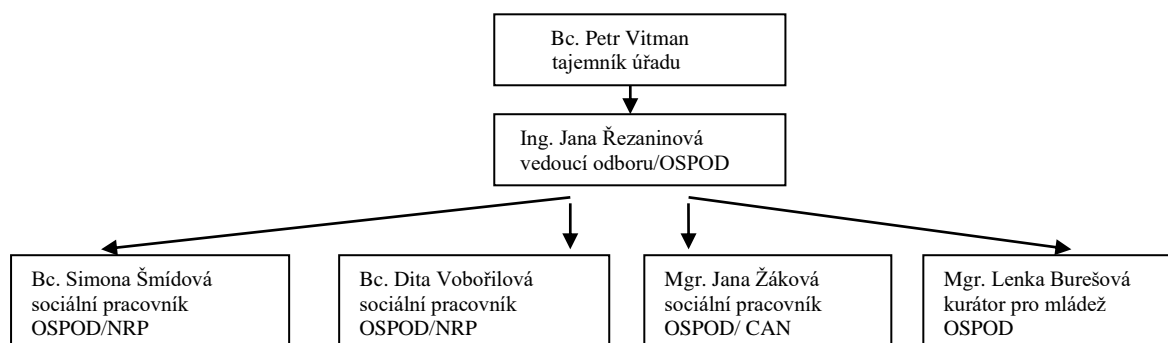 Bc. Petr Vitman
tajemník úřadu
Ing. Jana Řezaninová
vedoucí odboru/OSPOD
Bc. Simona Šmídová
sociální pracovník
OSPOD/NRP
Bc. Dita Vobořilová
sociální pracovník
OSPOD/NRP
Mgr. Jana Žáková
sociální pracovník
OSPOD/ CAN
Mgr. Lenka Burešová
kurátor pro mládež
OSPOD